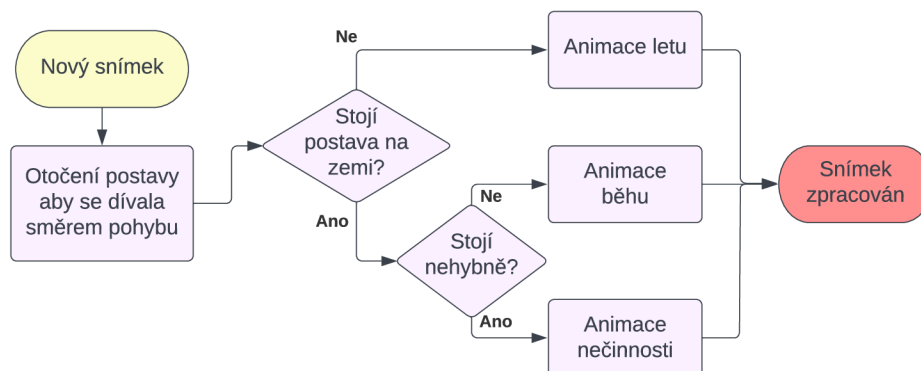 Nový snímek
Otočení postavy
aby se dívala
směrem pohybu
Stojí
postava na
zemi?
Ne
Animace letu
Ano
Stojí
nehybně?
Ne
Animace
běhu
Ano
Animace
nečinnosti
Snímek
zpracován